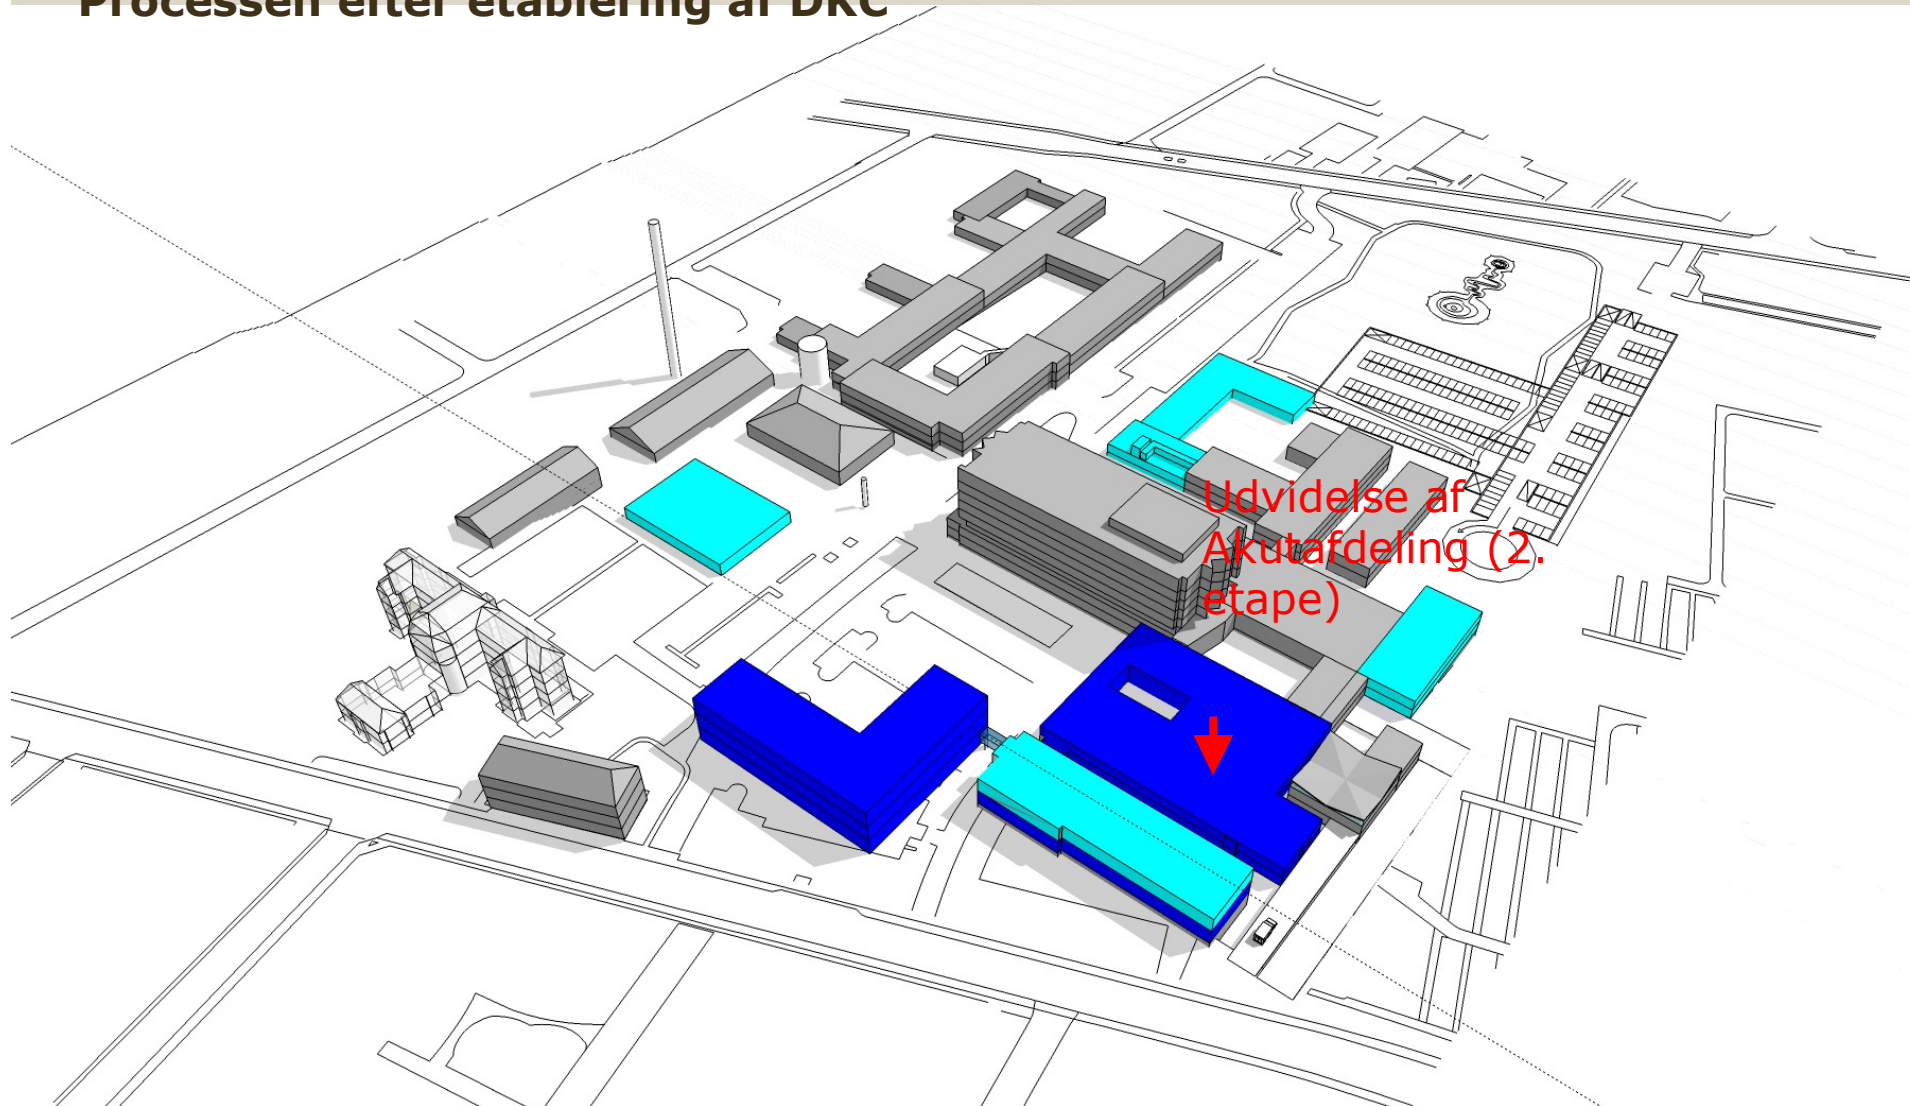 Processen efter etablering af DKC
Udvidelse af
Akutafdeling (2.
etape)